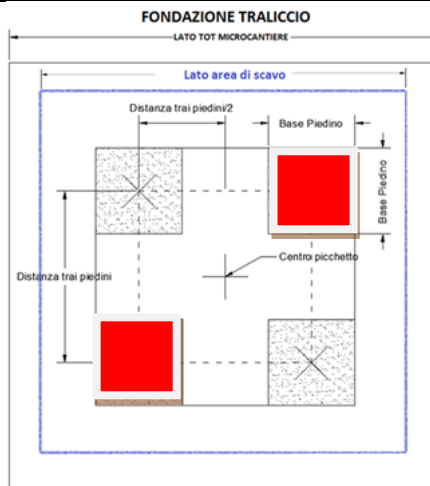 FONDAZIONE TRALICCIO
LATO TOT MICROCANTIERE
Lato area di scavo
Distanza trai piedini/2
Base Piedino
Base Piedino
Centro picchetto
Distanza trai piedini